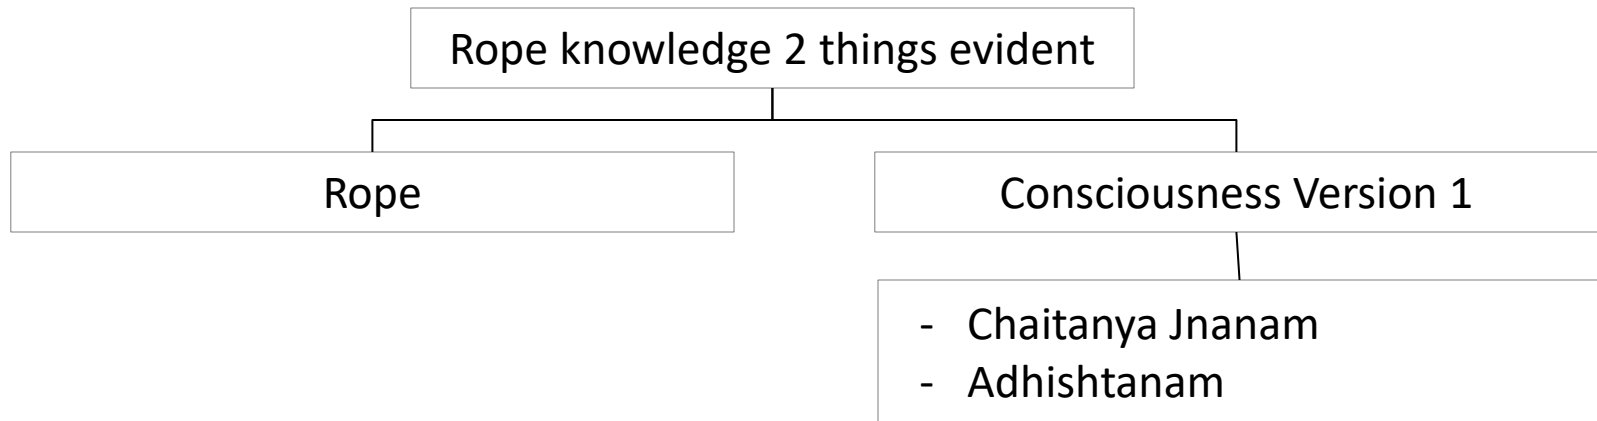 Rope knowledge 2 things evident
Rope
Consciousness Version 1
- Chaitanya Jnanam
- Adhishtanam